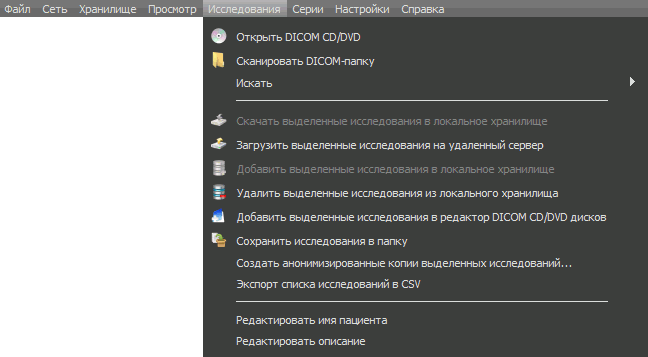 Файл Сеть Хранилище Просмотр Исследования Серии Настройки Справка
Открыть DICOM CD/DVD
Сканировать DICOM-папку
Искать
Скачать выделенные исследования в локальное хранилище
Загрузить выделенные исследования на удаленный сервер
Добавить выделенные исследования в локальное хранилище
Удалить выделенные исследования из локального хранилища
Добавить выделенные исследования в редактор DICOM CD/DVD дисков
Сохранить исследования в папку
Создать анонимизированные копии выделенных исследований...
Экспорт списка исследований в CSV
Редактировать имя пациента
Редактировать описание